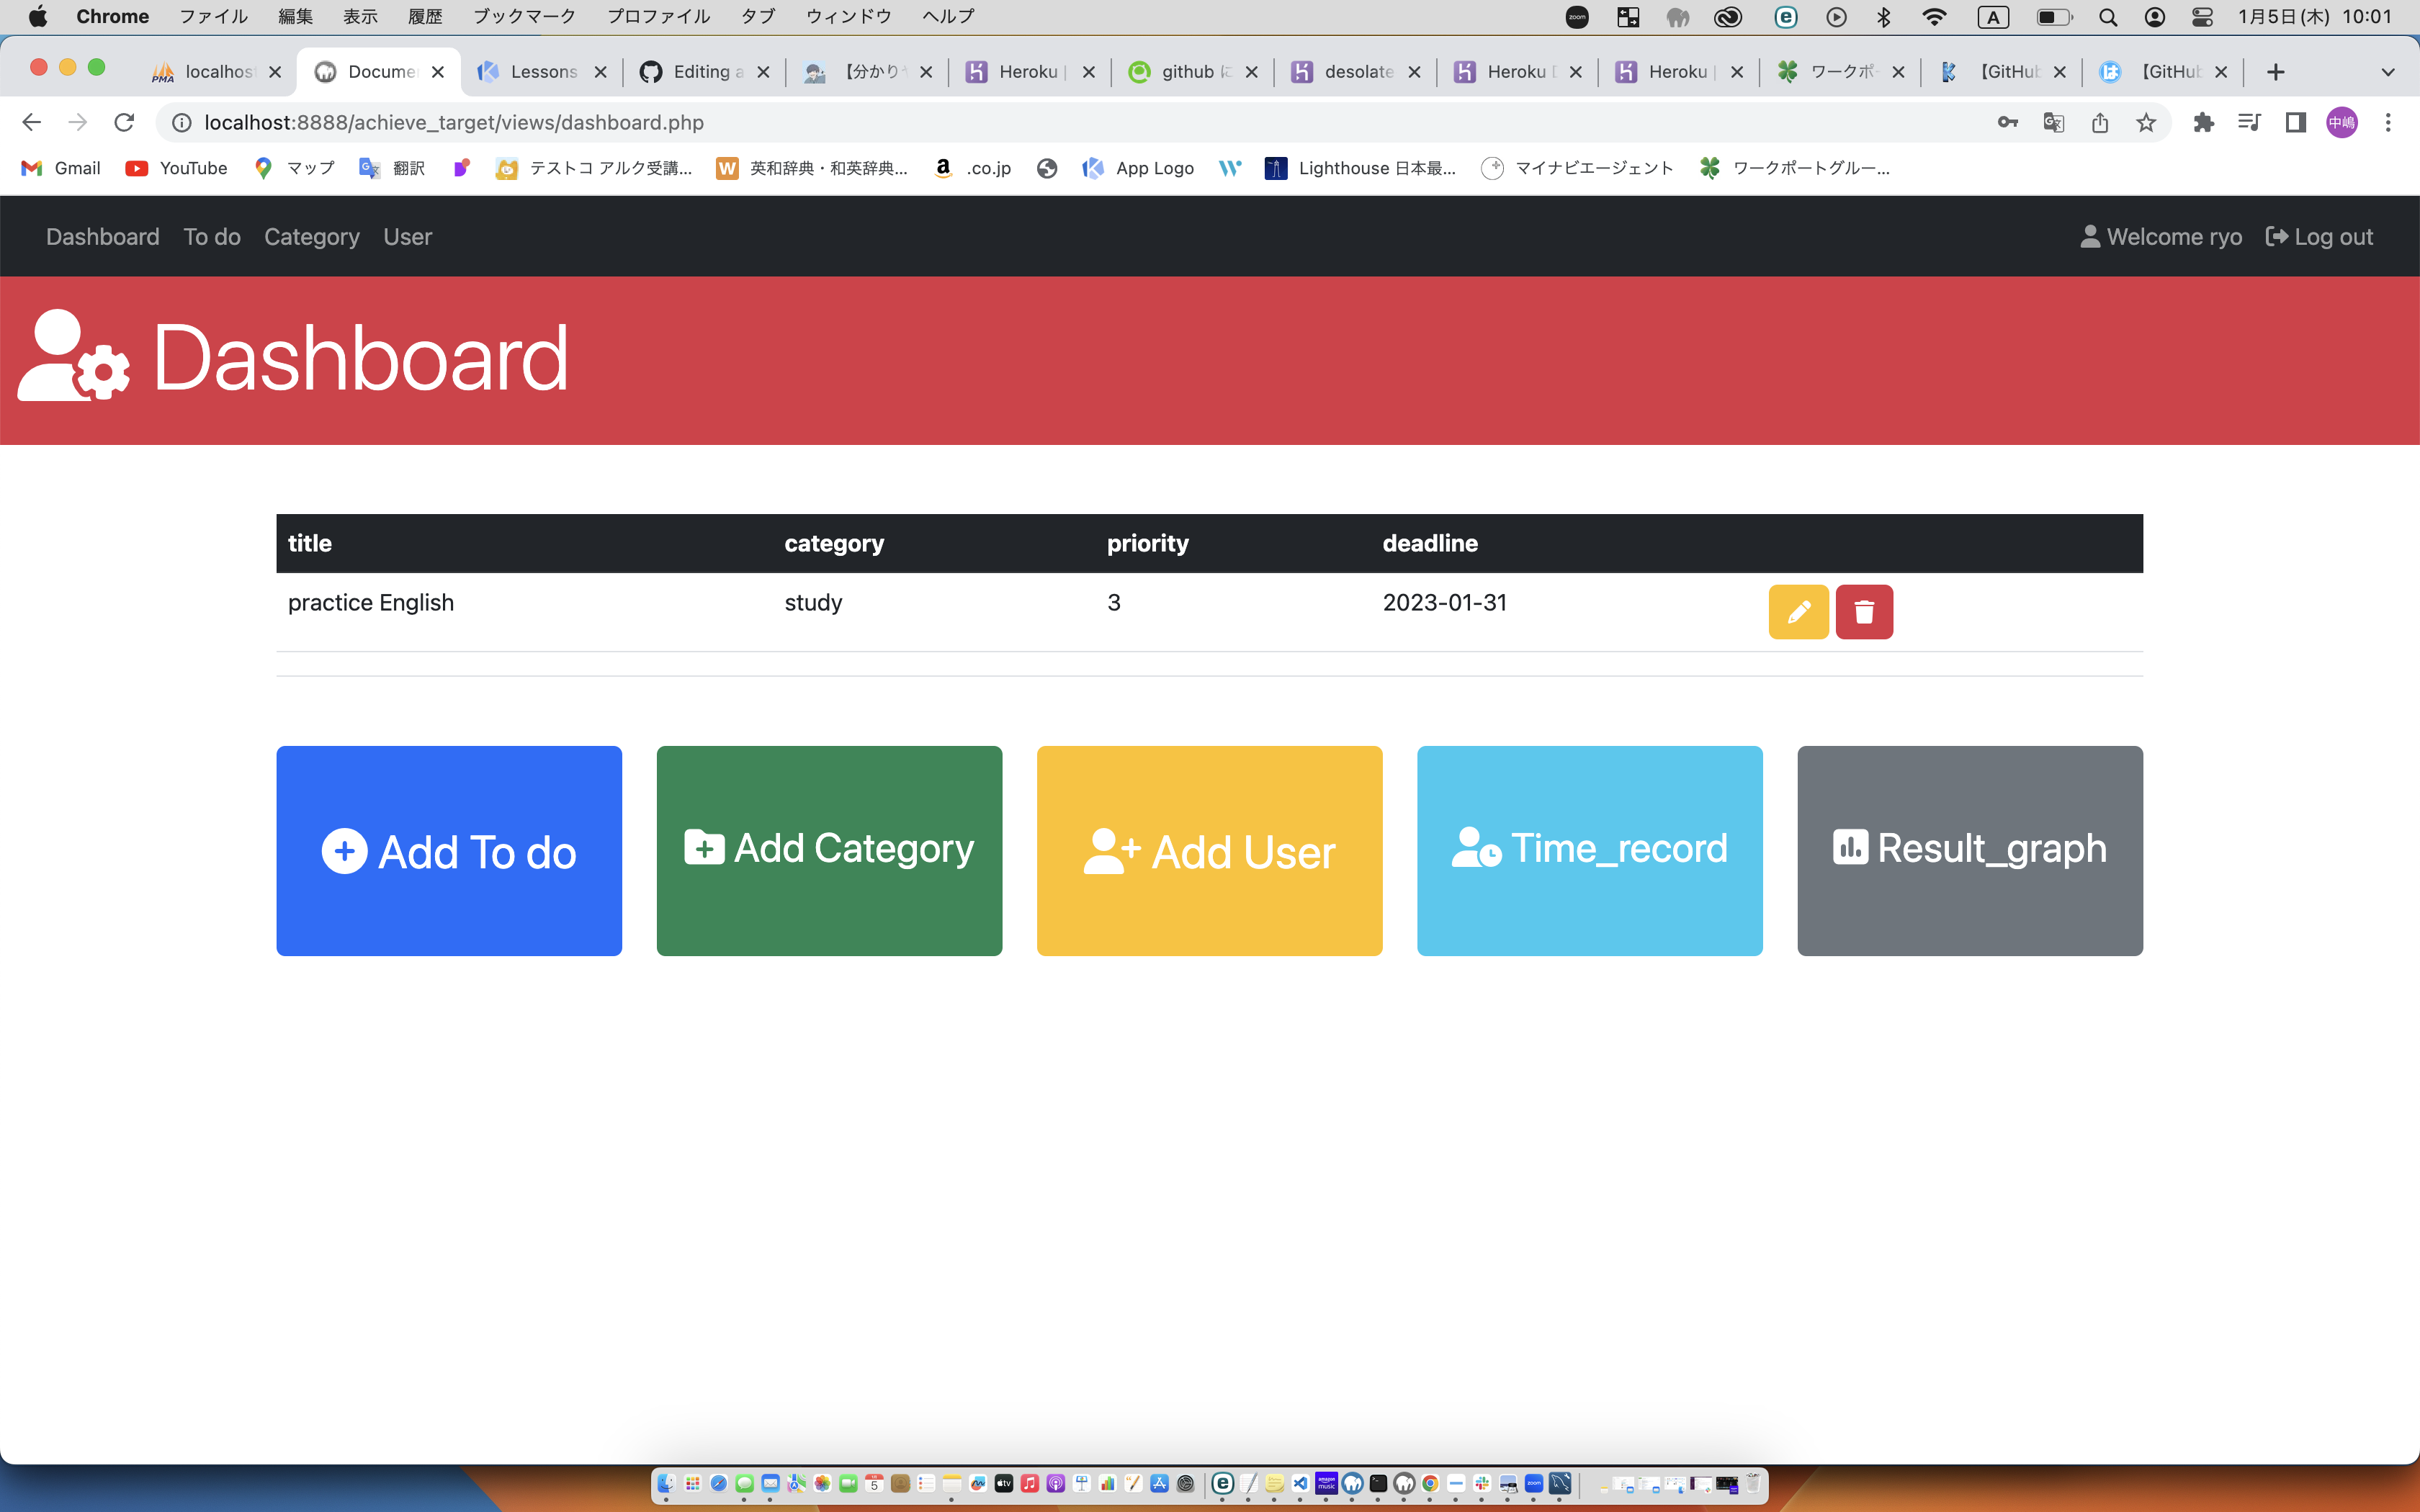 Chrome ファイル 編集 表示 履歴 ブックマーク プロファイル タブ ウィンドウ ヘルプ zoom A 1月5日(木) 10:01
PMA localhos Docume Lessons Editing a 【分かりや Heroku | github に desolate Heroku D Heroku | ワークポー 【GitHub 【GitHub
localhost:8888/achieve_target/views/dashboard.php 中嶋
Gmail YouTube マップ 翻訳 テストコ アルク受講... W 英和辞典・和英辞典... .co.jp App Logo Lighthouse 日本最... マイナビエージェント ワークポートグルー...
Dashboard To do Category User Welcome ryo Log out
Dashboard
title category priority deadline
practice English study 3 2023-01-31
Add To do Add Category Add User Time_record Result_graph